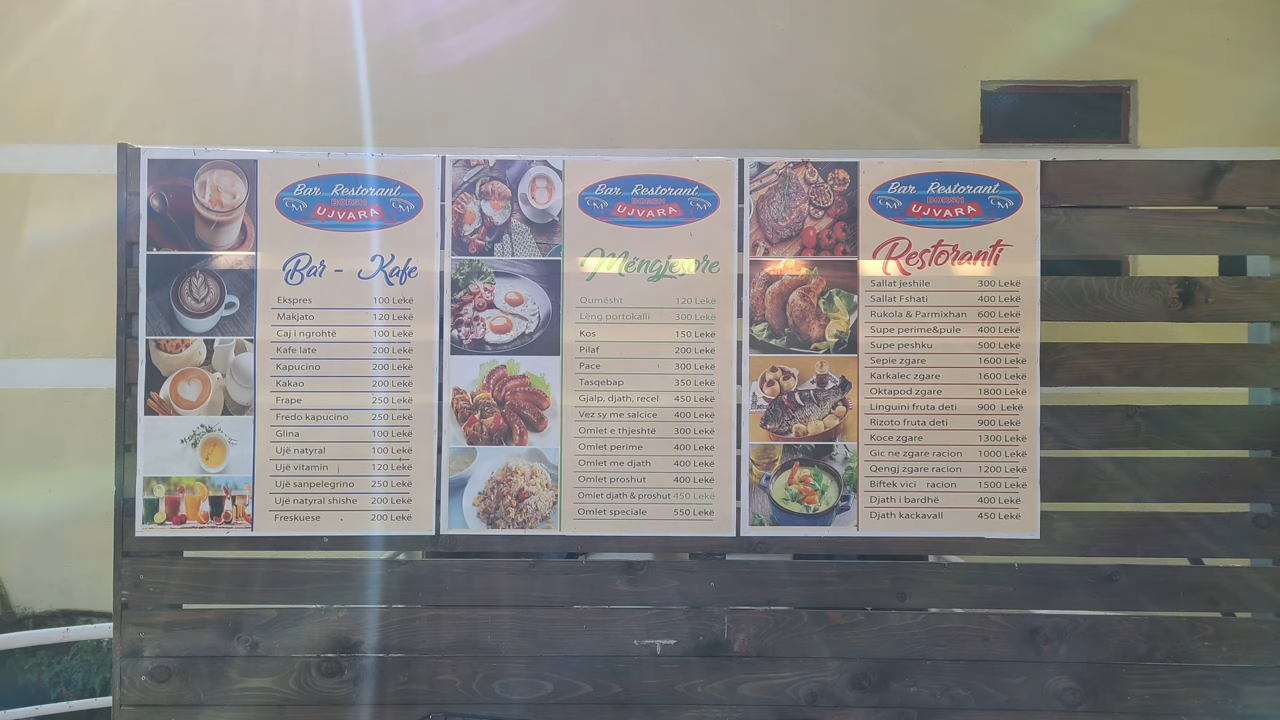 Bar Restorant
BORSH
UJVARA
Bar - Kafe
Ekspres 100 Lekë
Makjato 120 Lekë
Caj i ngrohtë 100 Lekë
Kafe late 200 Lekë
Kapucino 200 Lekë
Kakao 200 Lekë
Frape 250 Lekë
Fredo kapucino 250 Lekë
Glina 100 Lekë
Ujë natyral 100 Lekë
Ujë vitamin 120 Lekë
Ujë sanpelegrino 250 Lekë
Ujë natyral shishe 200 Lekë
Freskuese 200 Lekë
Bar Restorant
BORSH
UJVARA
Mëngjesore
Qumësht 120 Lekë
Lëng portokalli 300 Lekë
Kos 150 Lekë
Pilaf 200 Lekë
Pace 300 Lekë
Tasqebap 350 Lekë
Gjalp, djath, recel 450 Lekë
Vez sy me salcice 400 Lekë
Omlet e thjeshtë 300 Lekë
Omlet perime 400 Lekë
Omlet me djath 400 Lekë
Omlet proshut 400 Lekë
Omlet djath & proshut 450 Lekë
Omlet speciale 550 Lekë
Bar Restorant
BORSH
UJVARA
Restoranti
Sallat jeshile 300 Lekë
Sallat Fshati 400 Lekë
Rukola & Parmixhan 600 Lekë
Supe perime&pule 400 Lekë
Supe peshku 500 Lekë
Sepie zgare 1600 Lekë
Karkalec zgare 1600 Lekë
Oktapod zgare 1800 Lekë
Linguini fruta deti 900 Lekë
Rizoto fruta deti 900 Lekë
Koce zgare 1300 Lekë
Gic ne zgare racion 1000 Lekë
Qengj zgare racion 1200 Lekë
Biftek vici racion 1500 Lekë
Djath i bardhë 400 Lekë
Djath kackavall 450 Lekë